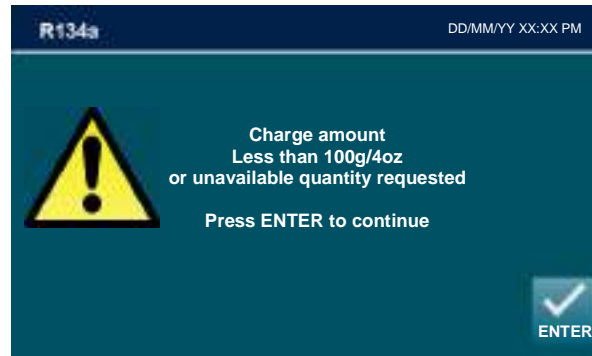 R134a
DD/MM/YY XX:XX PM
Charge amount
Less than 100g/4oz
or unavailable quantity requested
Press ENTER to continue
ENTER